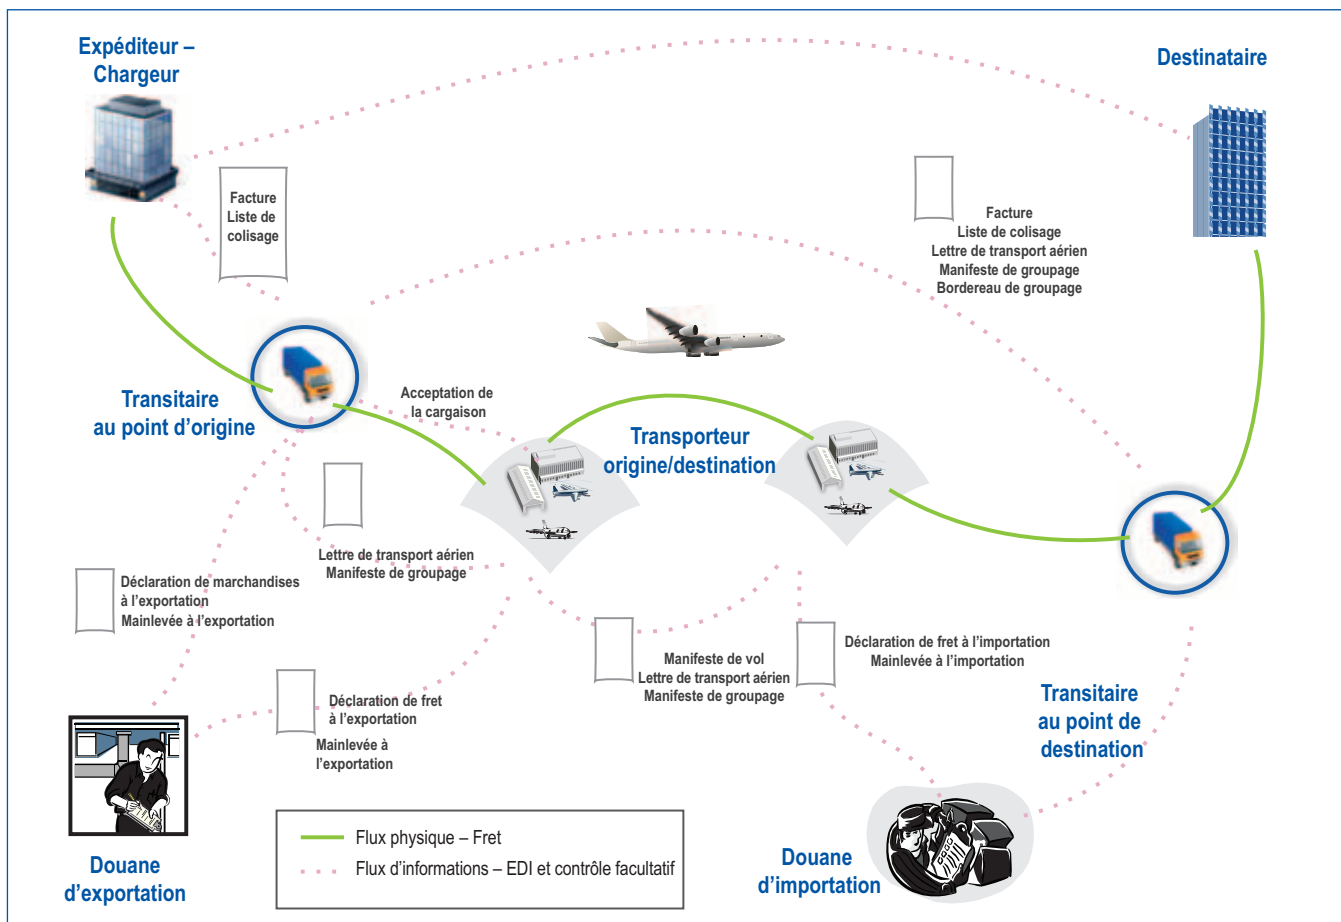 Expéditeur –
Chargeur
Destinataire
Facture
Liste de
colisage
Facture
Liste de colisage
Lettre de transport aérien
Manifeste de groupage
Bordereau de groupage
Transitaire
au point d’origine
Acceptation de
la cargaison
Transporteur
origine/destination
Lettre de transport aérien
Manifeste de groupage
Déclaration de marchandises
à l’exportation
Mainlevée à l’exportation
Manifeste de vol
Lettre de transport aérien
Manifeste de groupage
Déclaration de fret à l’importation
Mainlevée à l’importation
Déclaration de fret
à l’exportation
Mainlevée à
l’exportation
Transitaire
au point de
destination
Douane
d’exportation
Flux physique – Fret
Flux d’informations – EDI et contrôle facultatif
Douane
d’importation